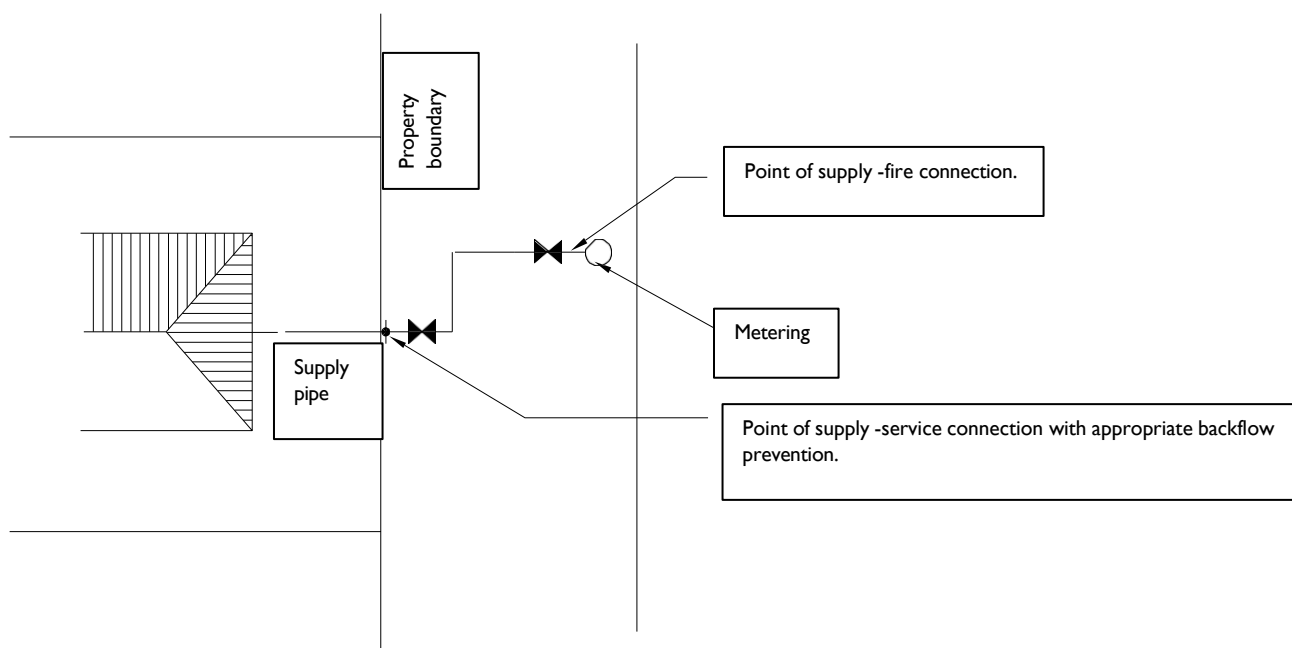 Property
boundary
Point of supply -fire connection.
Metering
Supply
pipe
Point of supply -service connection with appropriate backflow
prevention.